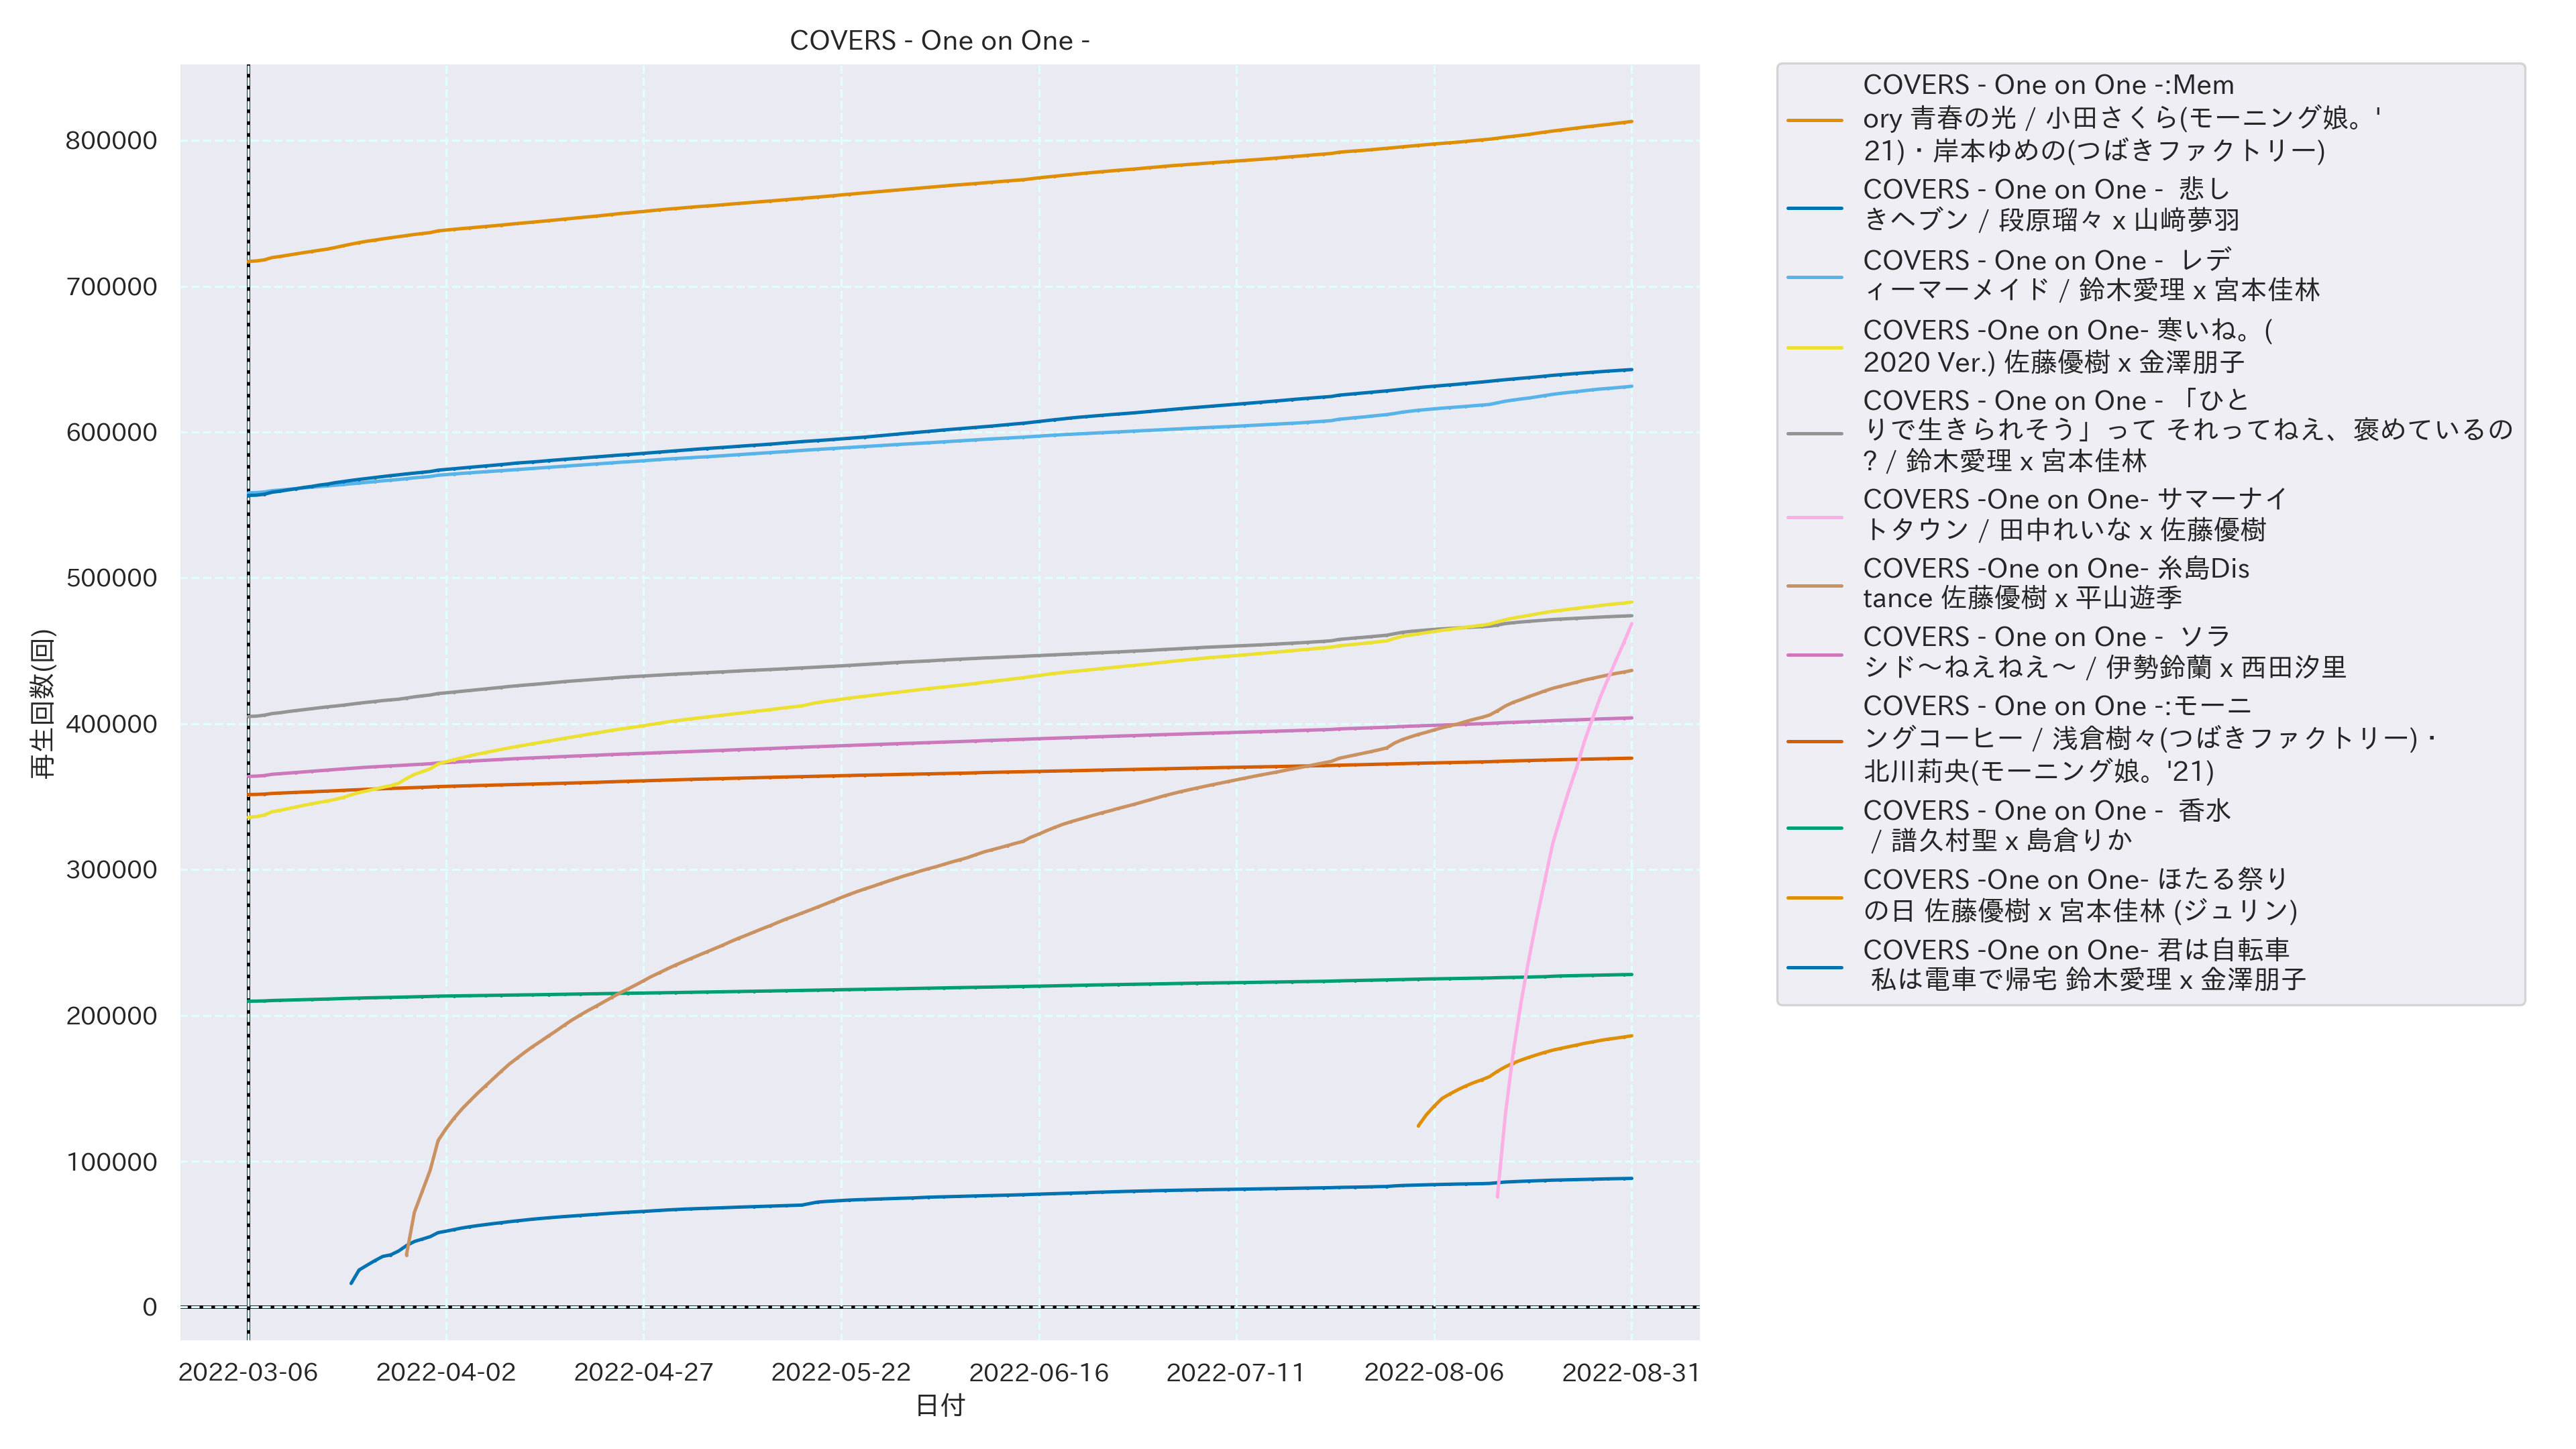 COVERS - One on One -
800000
700000
600000
500000
400000
300000
200000
100000
0
再生回数(回)
2022-03-06
2022-04-02
2022-04-27
2022-05-22
2022-06-16
2022-07-11
2022-08-06
2022-08-31
日付
COVERS - One on One -:Mem
ory 青春の光 / 小田さくら(モーニング娘。'
21)・岸本ゆめの(つばきファクトリー)
COVERS - One on One -  悲し
きヘブン / 段原瑠々 x 山﨑夢羽
COVERS - One on One -  レデ
ィーマーメイド / 鈴木愛理 x 宮本佳林
COVERS -One on One- 寒いね。(
2020 Ver.) 佐藤優樹 x 金澤朋子
COVERS - One on One - 「ひと
りで生きられそう」って それってねえ、褒めているの
? / 鈴木愛理 x 宮本佳林
COVERS -One on One- サマーナイ
トタウン / 田中れいな x 佐藤優樹
COVERS -One on One- 糸島Dis
tance 佐藤優樹 x 平山遊季
COVERS - One on One -  ソラ
シド～ねえねえ～ / 伊勢鈴蘭 x 西田汐里
COVERS - One on One -:モーニ
ングコーヒー / 浅倉樹々(つばきファクトリー)・
北川莉央(モーニング娘。'21)
COVERS - One on One -  香水
/ 譜久村聖 x 島倉りか
COVERS -One on One- ほたる祭り
の日 佐藤優樹 x 宮本佳林 (ジュリン)
COVERS -One on One- 君は自転車
私は電車で帰宅 鈴木愛理 x 金澤朋子